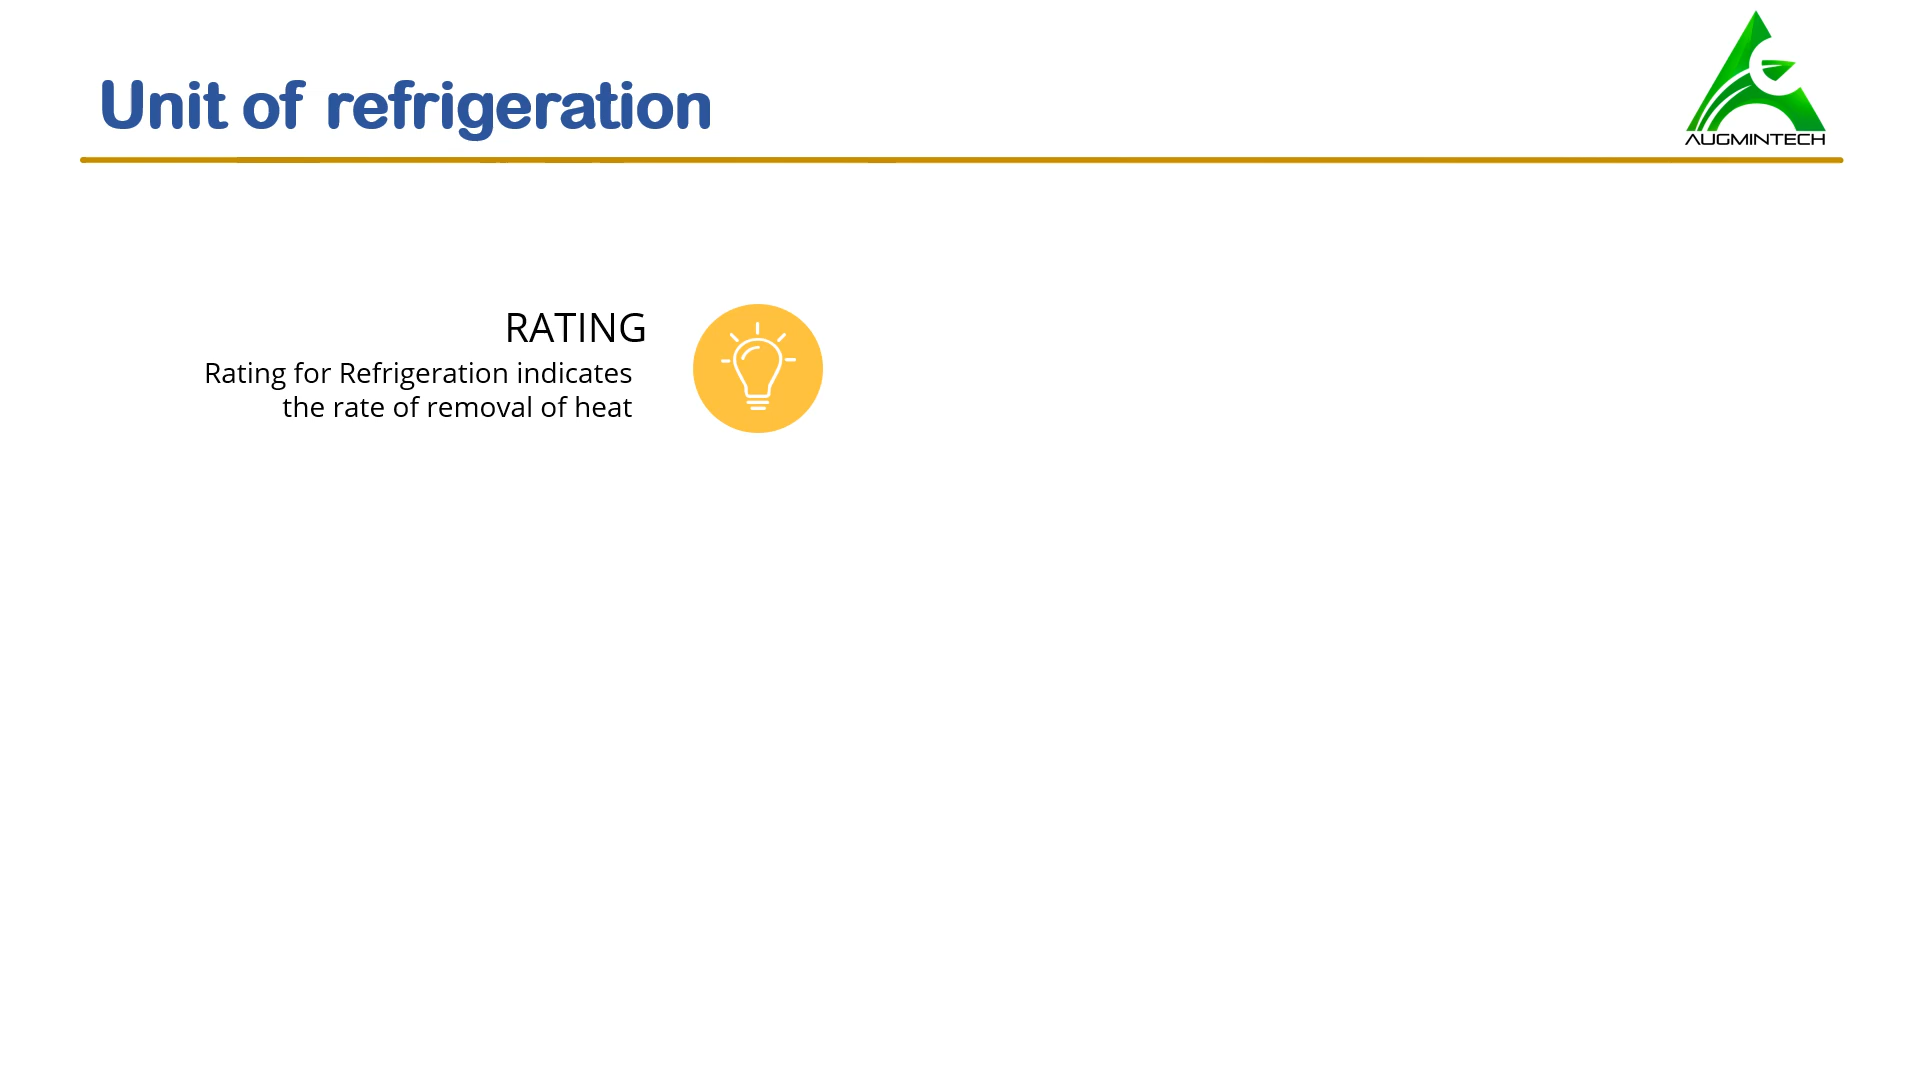 Unit of refrigeration
AUGMINTECH
RATING
Rating for Refrigeration indicates
the rate of removal of heat